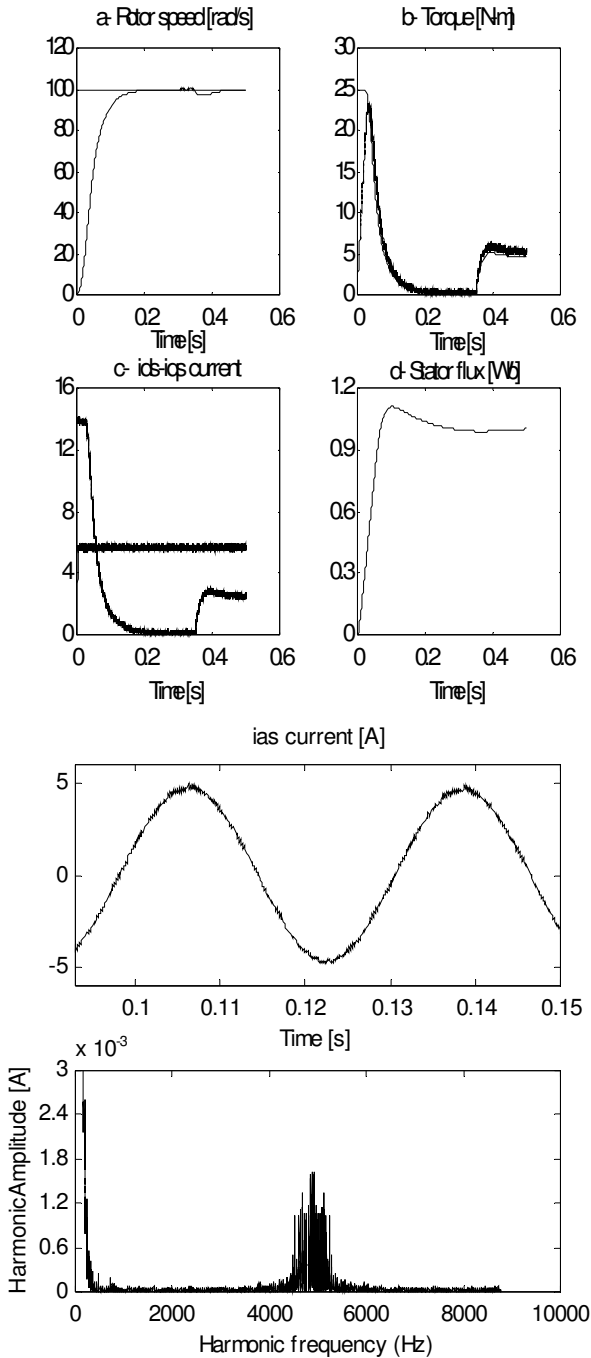 a- Rotor speed [rad/s]
120
100
80
60
40
20
0
0 0.2 0.4 0.6
Time[s]
b- Torque [N-m]
30
25
20
15
10
5
0
0 0.2 0.4 0.6
Time[s]
c- ids-iqs current
16
12
8
4
0
0 0.2 0.4 0.6
Time[s]
d- Stator flux [Wb]
1.2
0.9
0.6
0.3
0
0 0.2 0.4 0.6
Time[s]
ias current [A]
5
0
-5
0.1 0.11 0.12 0.13 0.14 0.15
Time [s]
x 10-3
3
2.4
1.8
1.2
0.6
0
HarmonicAmplitude [A]
0 2000 4000 6000 8000 10000
Harmonic frequency (Hz)